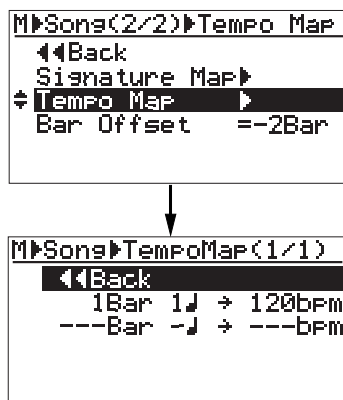 M▶Song(2/2)▶Tempo Map
◀◀Back
Signature Map▶
Tempo Map ▶
Bar Offset =-2Bar
M▶Song▶TempoMap(1/1)
◀◀Back
1Bar 1♩ → 120bpm
---Bar -♩ → ---bpm